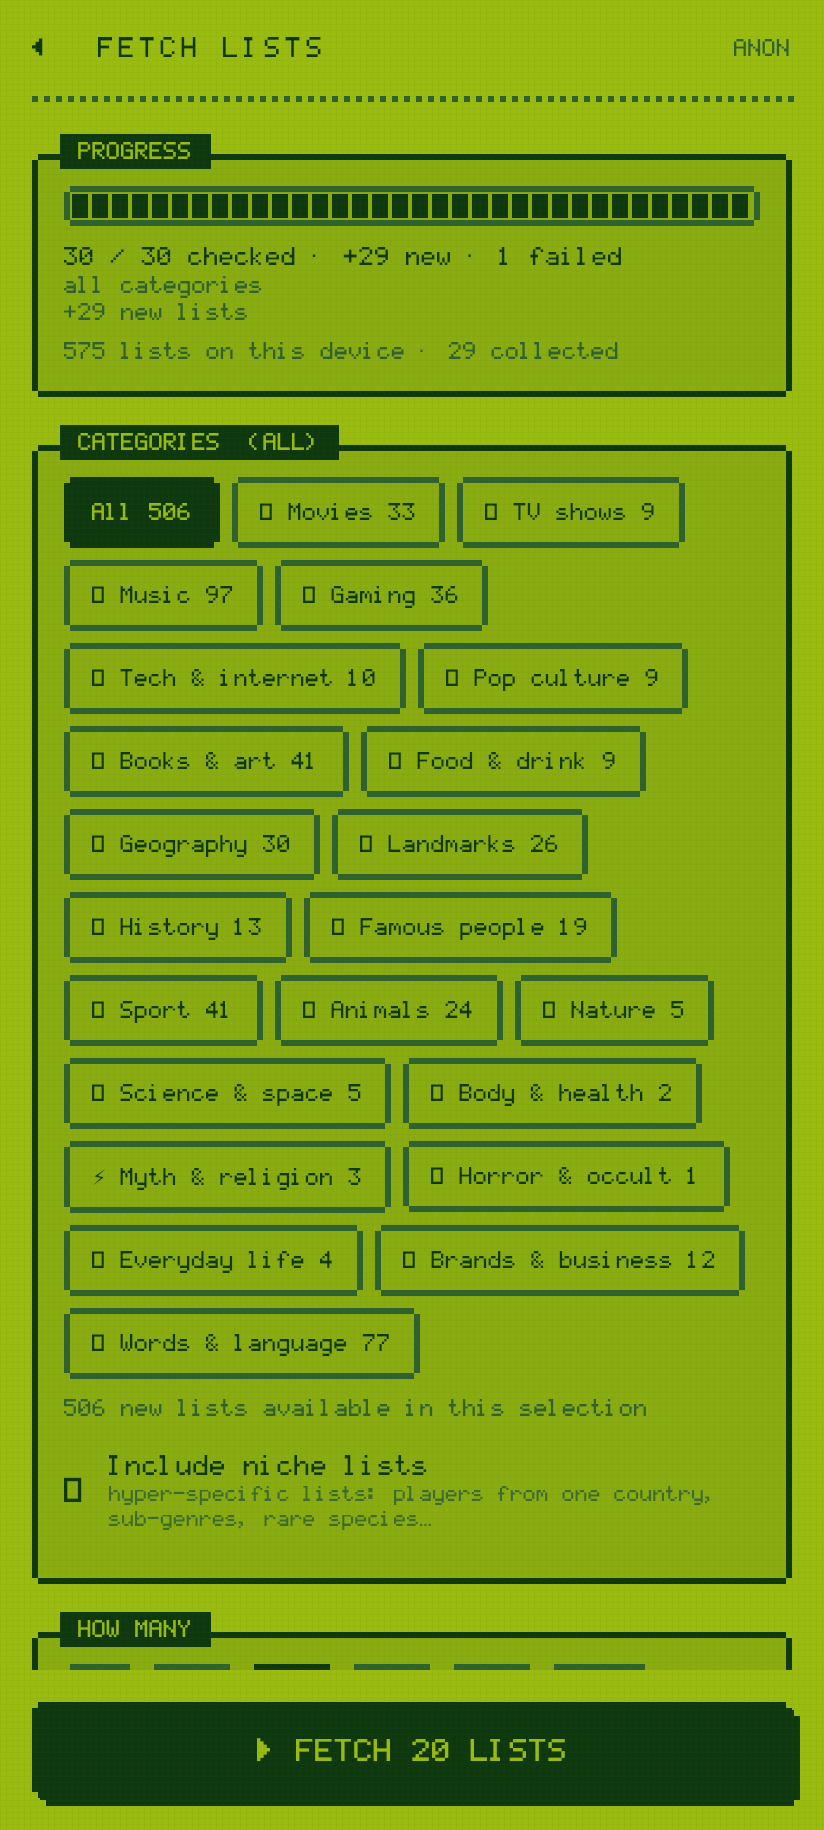 FETCH LISTS
ANON
PROGRESS
30 / 30 checked · +29 new · 1 failed
all categories
+29 new lists
575 lists on this device · 29 collected
CATEGORIES (ALL)
All 506
Movies 33
TV shows 9
Music 97
Gaming 36
Tech & internet 10
Pop culture 9
Books & art 41
Food & drink 9
Geography 30
Landmarks 26
History 13
Famous people 19
Sport 41
Animals 24
Nature 5
Science & space 5
Body & health 2
⚡ Myth & religion 3
Horror & occult 1
Everyday life 4
Brands & business 12
Words & language 77
506 new lists available in this selection
Include niche lists
hyper-specific lists: players from one country,
sub-genres, rare species…
HOW MANY
FETCH 20 LISTS